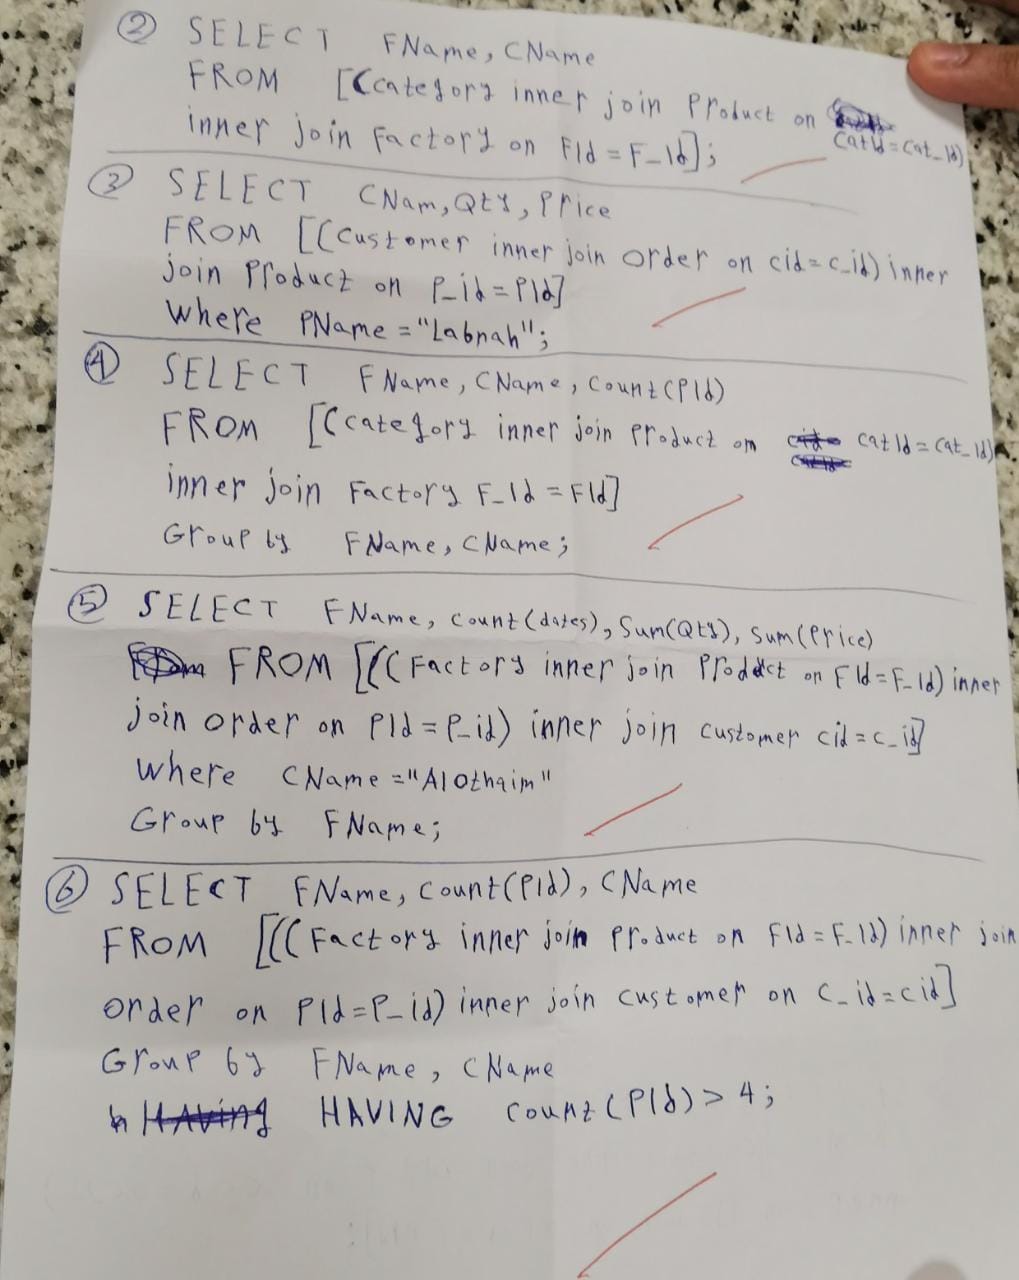 ② SELECT FName, CName
FROM [(category inner join Product on CatId = Cat_Id)
inner join Factory on FId = F_Id];
③ SELECT CNam, Qty, Price
FROM [((customer inner join order on cid = c_id) inner
join Product on P_id = PId]
Where PName = "Labnah";
④ SELECT FName, CName, Count(PId)
FROM [(category inner join Product on CatId = Cat_Id)
inner join Factory F_Id = FId]
Group by FName, CName;
⑤ SELECT FName, count(dates), Sum(Qty), Sum(Price)
FROM [((Factory inner join Product on FId = F_Id) inner
join order on PId = P_id) inner join customer cid = c_id]
Where CName = "Alothaim"
Group by FName;
⑥ SELECT FName, Count(PId), CName
FROM [((Factory inner join product on FId = F_Id) inner join
order on PId = P_id) inner join customer on c_id = cid]
Group by FName, CName
HAVING Count(PId) > 4;